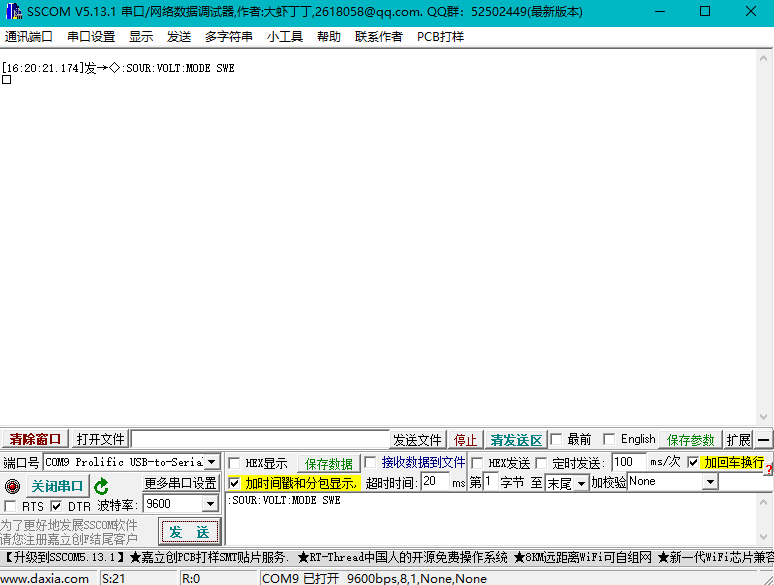 SSCOM V5.13.1 串口/网络数据调试器,作者:大虾丁丁,2618058@qq.com. QQ群: 52502449(最新版本)
通讯端口 串口设置 显示 发送 多字符串 小工具 帮助 联系作者 PCB打样
[16:20:21.174]发→◇:SOUR:VOLT:MODE SWE
□
清除窗口 打开文件 发送文件 停止 清发送区 最前 English 保存参数 扩展 —
端口号 COM9 Prolific USB-to-Seria HEX显示 保存数据 接收数据到文件 HEX发送 定时发送: 100 ms/次 加回车换行
关闭串口 更多串口设置 加时间戳和分包显示, 超时时间: 20 ms 第 1 字节 至 末尾 加校验 None
RTS DTR 波特率: 9600 :SOUR:VOLT:MODE SWE
为了更好地发展SSCOM软件
请您注册嘉立创F结尾客户
发 送
【升级到SSCOM5.13.1】★嘉立创PCB打样SMT贴片服务. ★RT-Thread中国人的开源免费操作系统 ★8KM远距离WiFi可自组网 ★新一代WiFi芯片兼容
www.daxia.com S:21 R:0 COM9 已打开 9600bps,8,1,None,None